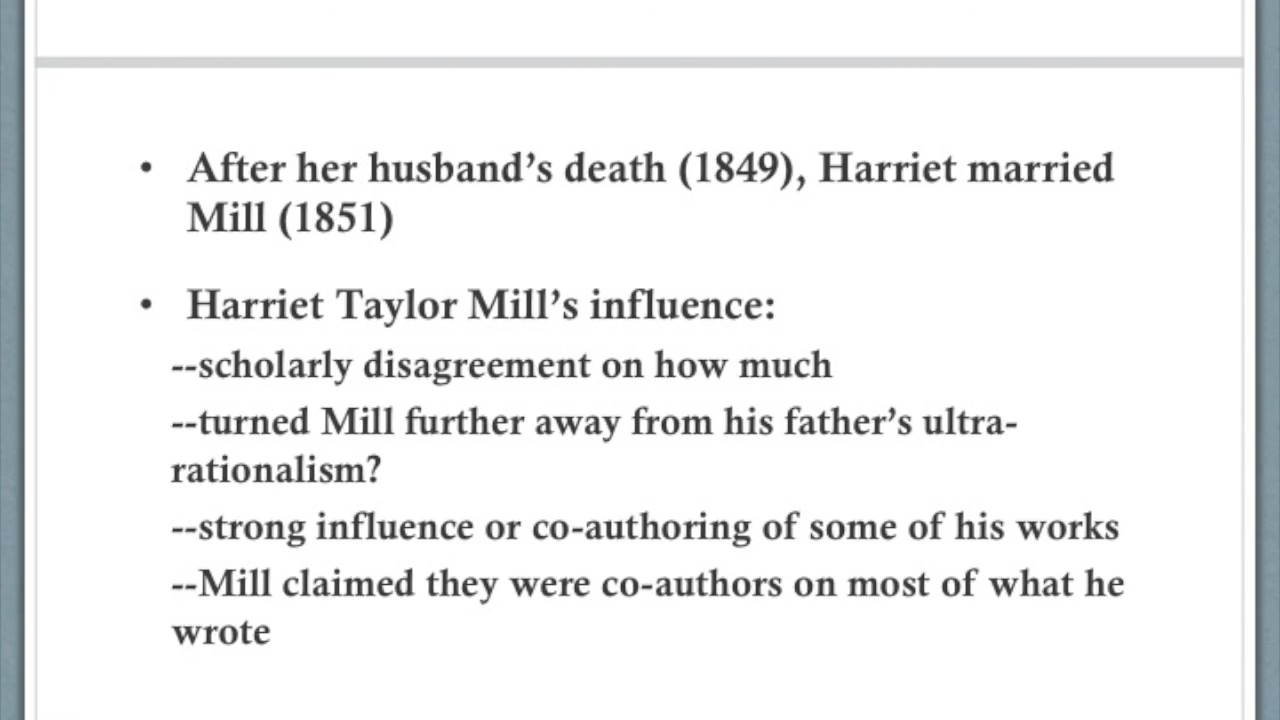 • After her husband’s death (1849), Harriet married
Mill (1851)
• Harriet Taylor Mill’s influence:
--scholarly disagreement on how much
--turned Mill further away from his father’s ultra-
rationalism?
--strong influence or co-authoring of some of his works
--Mill claimed they were co-authors on most of what he
wrote